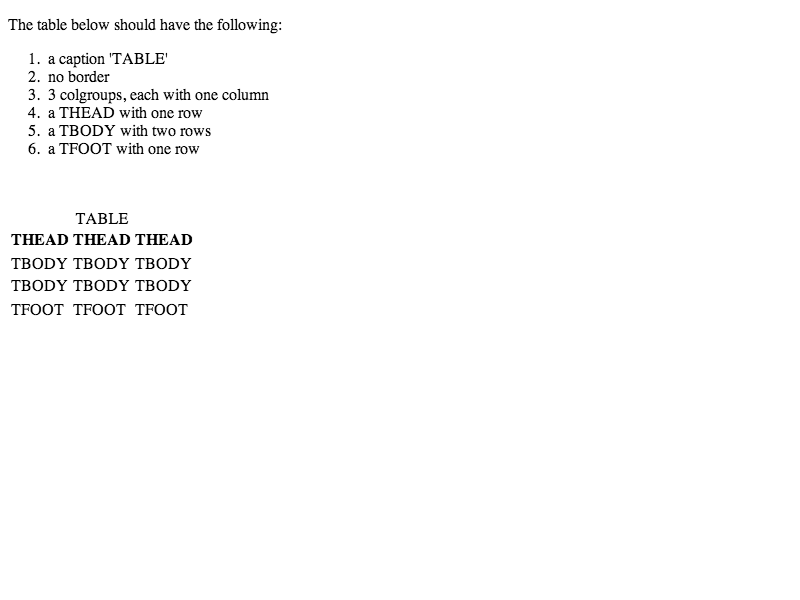 The table below should have the following:
1. a caption 'TABLE'
2. no border
3. 3 colgroups, each with one column
4. a THEAD with one row
5. a TBODY with two rows
6. a TFOOT with one row
TABLE
THEAD THEAD THEAD
TBODY TBODY TBODY
TBODY TBODY TBODY
TFOOT TFOOT TFOOT